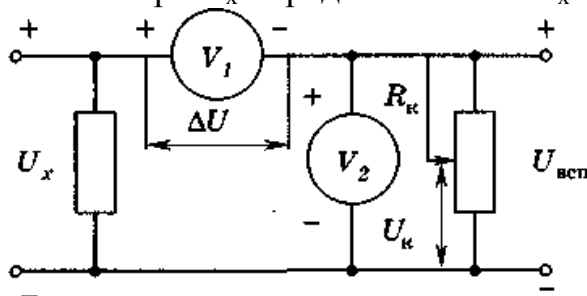 + + - +
V₁
ΔU
+ Rк
Uₓ V₂ Uвсп
- Uк
- -